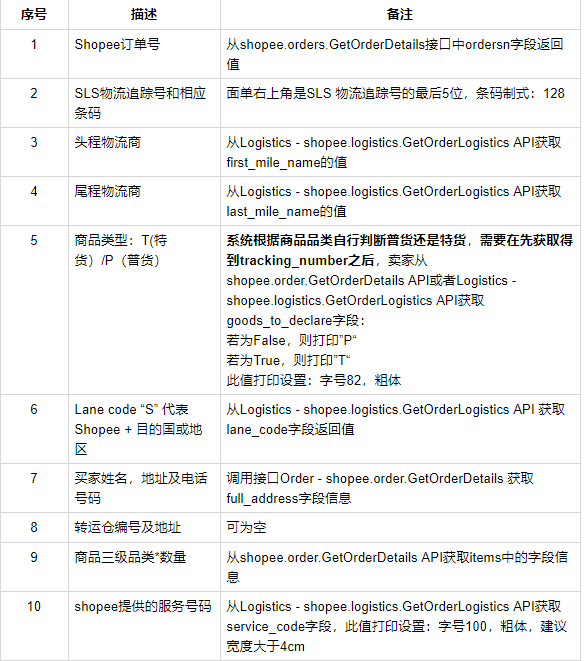 序号 描述 备注
1 Shopee订单号 从shopee.orders.GetOrderDetails接口中ordersn字段返回
值
2 SLS物流追踪号和相应 面单右上角是SLS 物流追踪号的最后5位，条码制式：128
条码
3 头程物流商 从Logistics - shopee.logistics.GetOrderLogistics API获取
first_mile_name的值
4 尾程物流商 从Logistics - shopee.logistics.GetOrderLogistics API获取
last_mile_name的值
5 商品类型：T(特 系统根据商品品类自行判断普货还是特货，需要在先获取得
货）/P（普货） 到tracking_number之后，卖家从
shopee.order.GetOrderDetails API或者Logistics -
shopee.logistics.GetOrderLogistics API获取
goods_to_declare字段：
若为False，则打印”P“
若为True，则打印”T“
此值打印设置：字号82，粗体
6 Lane code “S” 代表 从Logistics - shopee.logistics.GetOrderLogistics API 获取
Shopee + 目的国或地 lane_code字段返回值
区
7 买家姓名，地址及电话 调用接口Order - shopee.order.GetOrderDetails 获取
号码 full_address字段信息
8 转运仓编号及地址 可为空
9 商品三级品类*数量 从shopee.order.GetOrderDetails API获取items中的字段信
息
10 shopee提供的服务号码 从Logistics - shopee.logistics.GetOrderLogistics API获取
service_code字段，此值打印设置：字号100，粗体，建议
宽度大于4cm